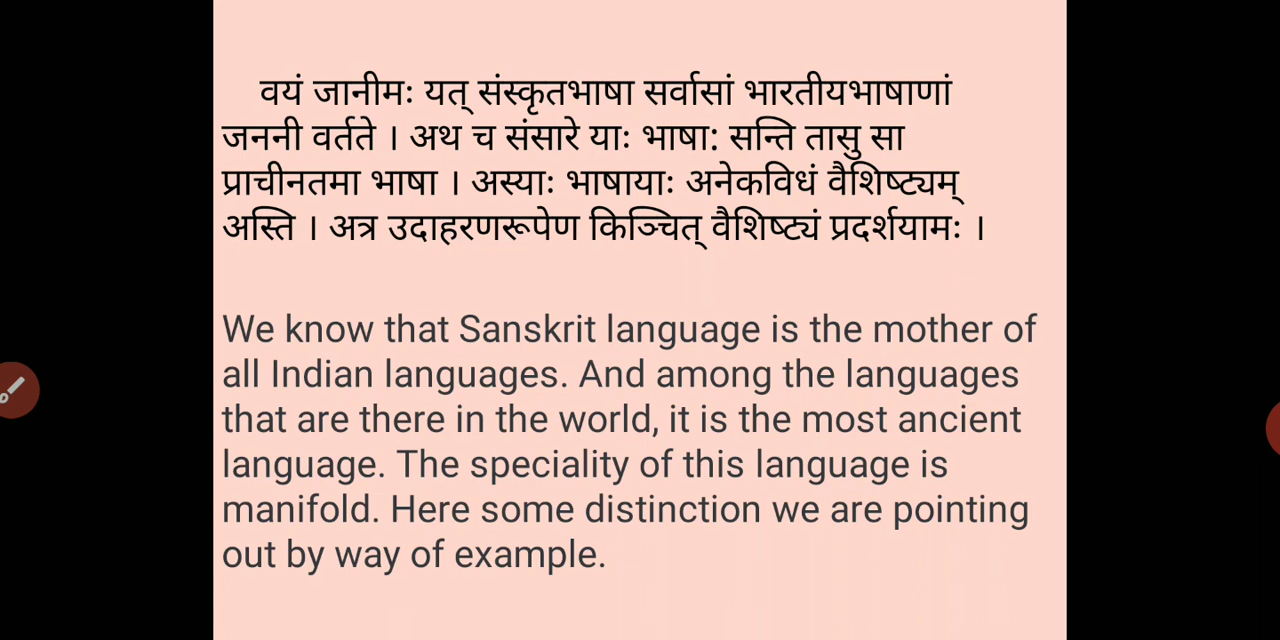 वयं जानीमः यत् संस्कृतभाषा सर्वासां भारतीयभाषाणां
जननी वर्तते । अथ च संसारे याः भाषा: सन्ति तासु सा
प्राचीनतमा भाषा । अस्याः भाषायाः अनेकविधं वैशिष्ट्यम्
अस्ति । अत्र उदाहरणरूपेण किञ्चित् वैशिष्ट्यं प्रदर्शयामः ।
We know that Sanskrit language is the mother of
all Indian languages. And among the languages
that are there in the world, it is the most ancient
language. The speciality of this language is
manifold. Here some distinction we are pointing
out by way of example.